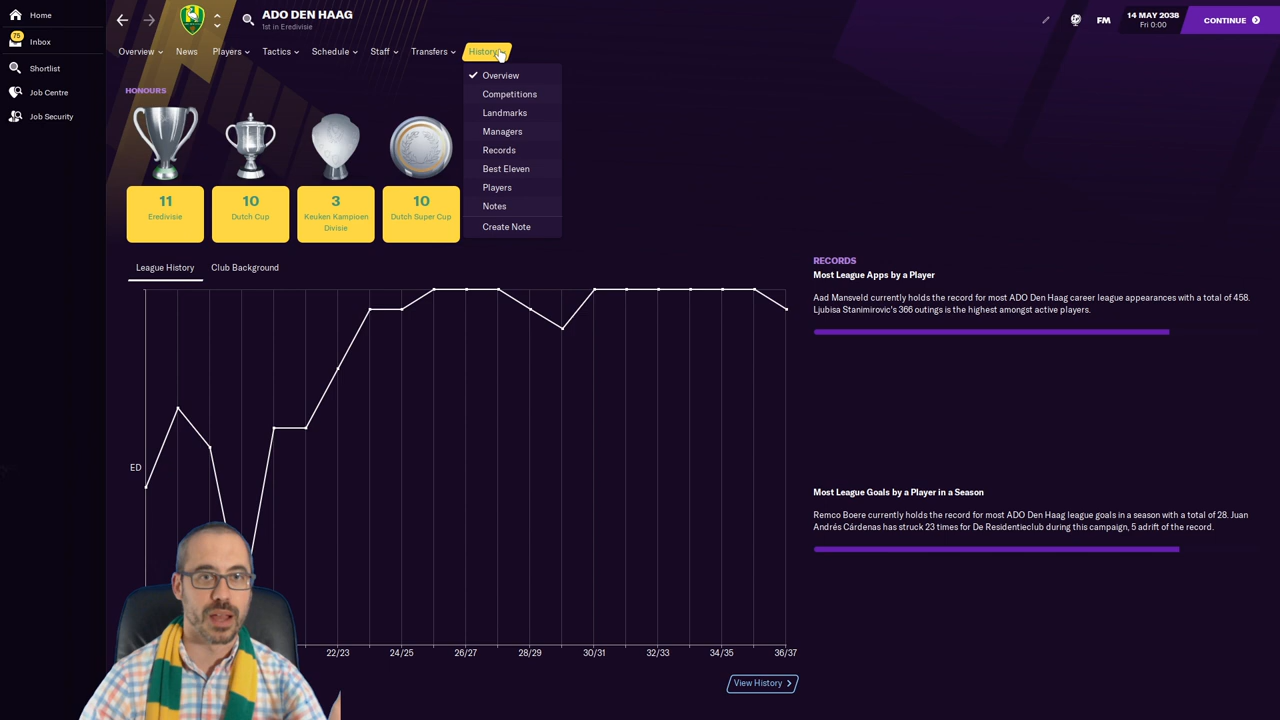 Home
75
Inbox
Shortlist
Job Centre
Job Security
ADO DEN HAAG
1st in Eredivisie
FM
14 MAY 2038
Fri 0:00
CONTINUE
Overview
News
Players
Tactics
Schedule
Staff
Transfers
History
Overview
Competitions
Landmarks
Managers
Records
Best Eleven
Players
Notes
Create Note
HONOURS
11
Eredivisie
10
Dutch Cup
3
Keuken Kampioen
Divisie
10
Dutch Super Cup
League History
Club Background
ED
22/23
24/25
26/27
28/29
30/31
32/33
34/35
36/37
View History
RECORDS
Most League Apps by a Player
Aad Mansveld currently holds the record for most ADO Den Haag career league appearances with a total of 458.
Ljubisa Stanimirovic's 366 outings is the highest amongst active players.
Most League Goals by a Player in a Season
Remco Boere currently holds the record for most ADO Den Haag league goals in a season with a total of 28. Juan
Andrés Cárdenas has struck 23 times for De Residentieclub during this campaign, 5 adrift of the record.